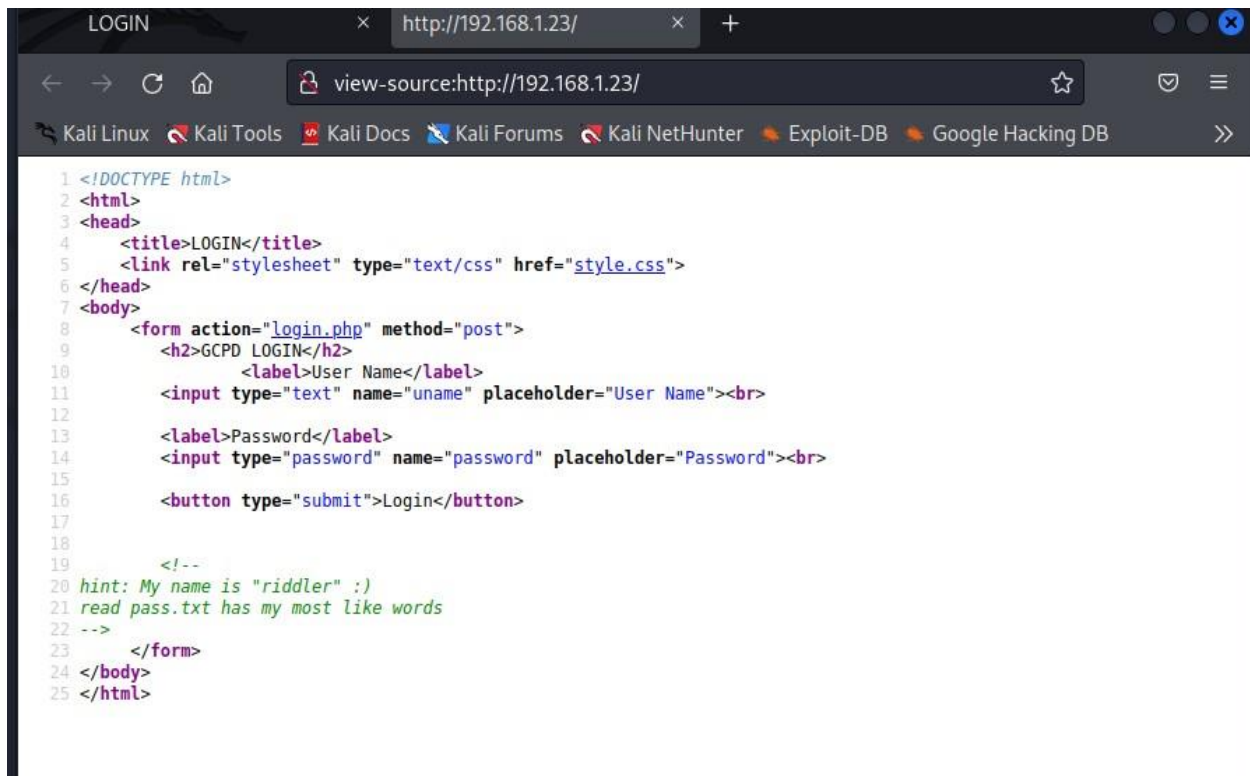 LOGIN × http://192.168.1.23/ × +
view-source:http://192.168.1.23/
Kali Linux Kali Tools Kali Docs Kali Forums Kali NetHunter Exploit-DB Google Hacking DB
1 <!DOCTYPE html>
2 <html>
3 <head>
4 <title>LOGIN</title>
5 <link rel="stylesheet" type="text/css" href="style.css">
6 </head>
7 <body>
8 <form action="login.php" method="post">
9 <h2>GCPD LOGIN</h2>
10 <label>User Name</label>
11 <input type="text" name="uname" placeholder="User Name"><br>
12
13 <label>Password</label>
14 <input type="password" name="password" placeholder="Password"><br>
15
16 <button type="submit">Login</button>
17
18
19 <!--
20 hint: My name is "riddler" :)
21 read pass.txt has my most like words
22 -->
23 </form>
24 </body>
25 </html>